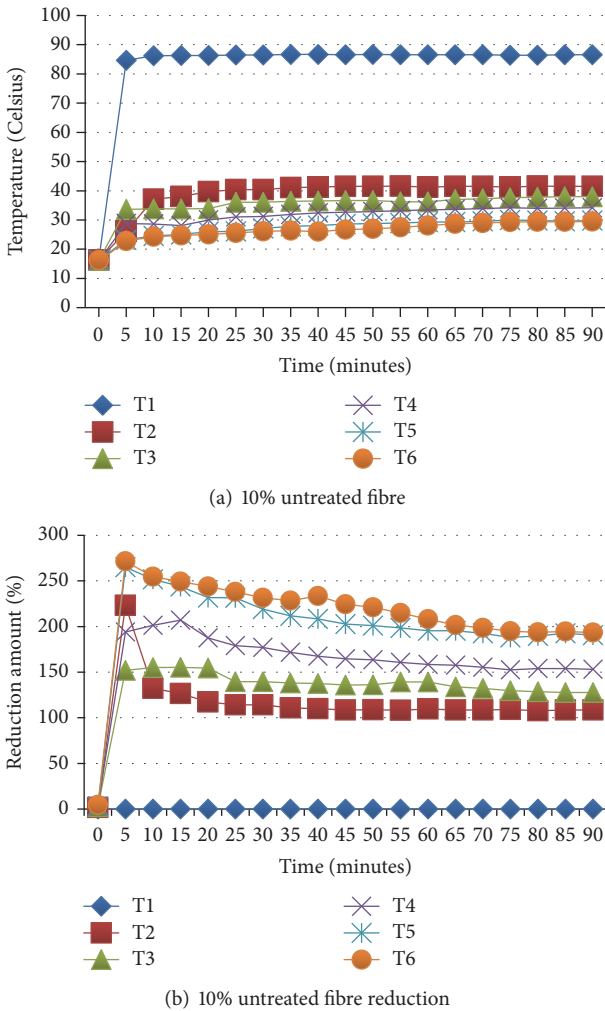 Temperature (Celsius)
100
90
80
70
60
50
40
30
20
10
0
0 5 10 15 20 25 30 35 40 45 50 55 60 65 70 75 80 85 90
Time (minutes)
T1 T4
T2 T5
T3 T6
(a) 10% untreated fibre
Reduction amount (%)
300
250
200
150
100
50
0
0 5 10 15 20 25 30 35 40 45 50 55 60 65 70 75 80 85 90
Time (minutes)
T1 T4
T2 T5
T3 T6
(b) 10% untreated fibre reduction